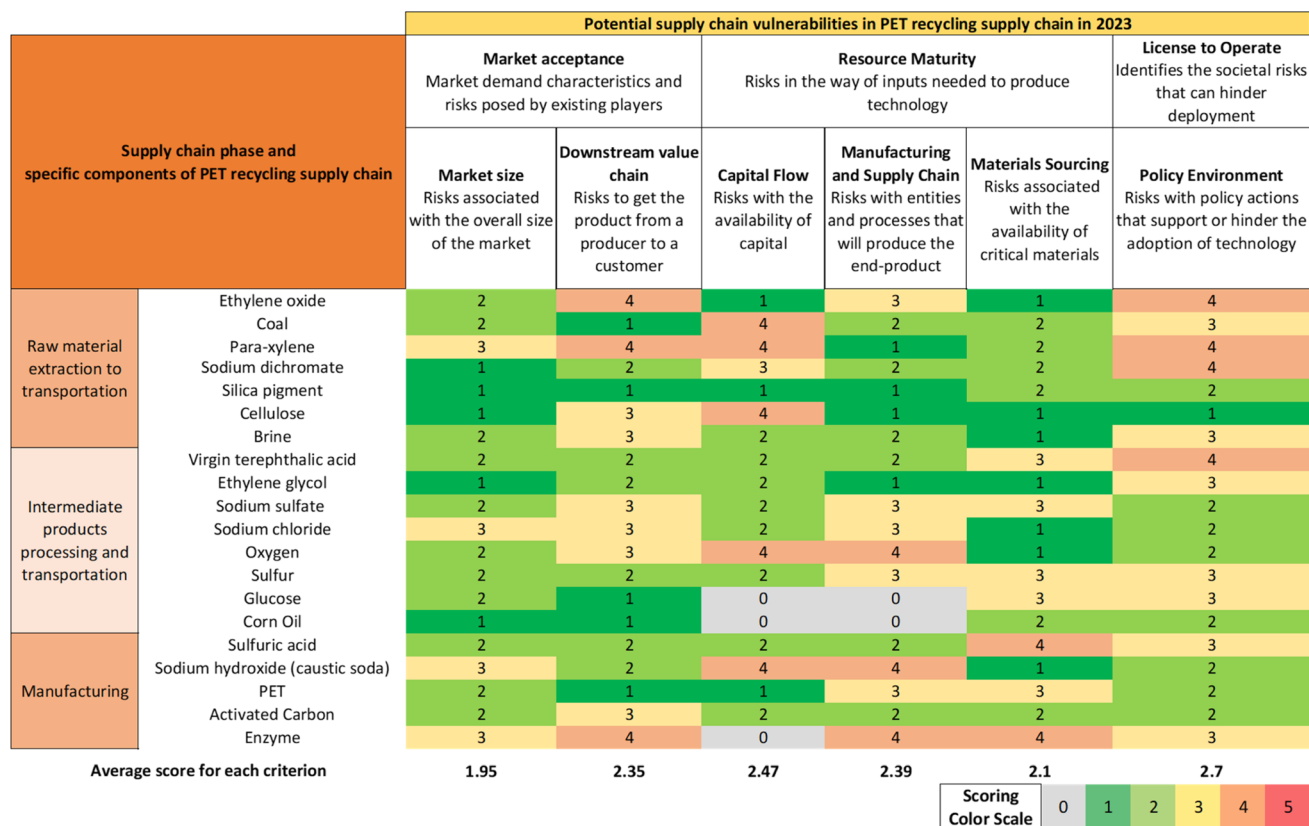 Potential supply chain vulnerabilities in PET recycling supply chain in 2023
Supply chain phase and
specific components of PET recycling supply chain
Market acceptance
Market demand characteristics and
risks posed by existing players
Resource Maturity
Risks in the way of inputs needed to produce
technology
License to Operate
Identifies the societal risks
that can hinder
deployment
Market size
Risks associated
with the overall size
of the market
Downstream value
chain
Risks to get the
product from a
producer to a
customer
Capital Flow
Risks with the
availability of
capital
Manufacturing
and Supply Chain
Risks with entities
and processes that
will produce the
end-product
Materials Sourcing
Risks associated
with the
availability of
critical materials
Policy Environment
Risks with policy actions
that support or hinder the
adoption of technology
Raw material
extraction to
transportation
Ethylene oxide 2 4 1 3 1 4
Coal 2 1 4 2 2 3
Para-xylene 3 4 4 1 2 4
Sodium dichromate 1 2 3 2 2 4
Silica pigment 1 1 1 1 2 2
Cellulose 1 3 4 1 1 1
Brine 2 3 2 2 1 3
Intermediate
products
processing and
transportation
Virgin terephthalic acid 2 2 2 2 3 4
Ethylene glycol 1 2 2 1 1 3
Sodium sulfate 2 3 2 3 3 2
Sodium chloride 3 3 2 3 1 2
Oxygen 2 3 4 4 1 2
Sulfur 2 2 2 3 3 3
Glucose 2 1 0 0 3 3
Corn Oil 1 1 0 0 2 2
Manufacturing
Sulfuric acid 2 2 2 2 4 3
Sodium hydroxide (caustic soda) 3 2 4 4 1 2
PET 2 1 1 3 3 2
Activated Carbon 2 3 2 2 2 2
Enzyme 3 4 0 4 4 3
Average score for each criterion 1.95 2.35 2.47 2.39 2.1 2.7
Scoring
Color Scale
0 1 2 3 4 5